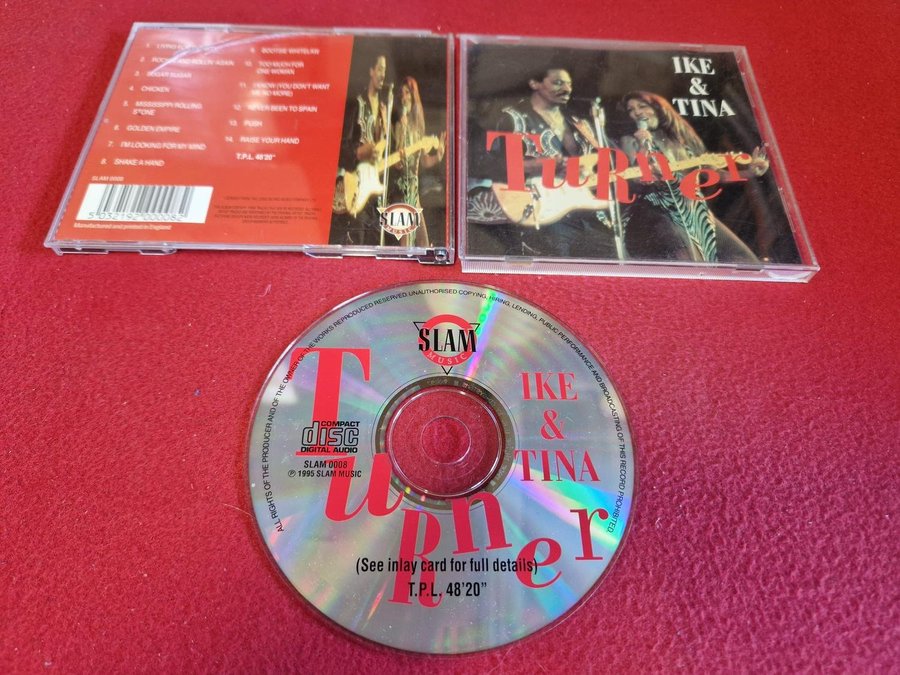 1. LIVING FOR
2. ROCKIN' AND ROLLIN' AGAIN
3. SUGAR SUGAR
4. CHICKEN
5. MISSISSIPPI ROLLING
STONE
6. GOLDEN EMPIRE
7. I'M LOOKING FOR MY MIND
8. SHAKE A HAND
9. BOOTSIE WHITELAW
10. TOO MUCH FOR
ONE WOMAN
11. I KNOW (YOU DON'T WANT
ME NO MORE)
12. NEVER BEEN TO SPAIN
13. PUSH
14. RAISE YOUR HAND
T.P.L. 48'20"
SLAM 0008
5 032192 000082
Manufactured and printed in England
SLAM
MUSIC
IKE
&
TINA
TuRner
ALL RIGHTS OF THE PRODUCER AND OF THE OWNER OF THE WORKS REPRODUCED RESERVED. UNAUTHORISED COPYING, HIRING, LENDING, PUBLIC PERFORMANCE AND BROADCASTING OF THIS RECORD PROHIBITED.
SLAM
MUSIC
IKE
&
TINA
TuRner
COMPACT
disc
DIGITAL AUDIO
SLAM 0008
℗ 1995 SLAM MUSIC
(See inlay card for full details)
T.P.L. 48'20"